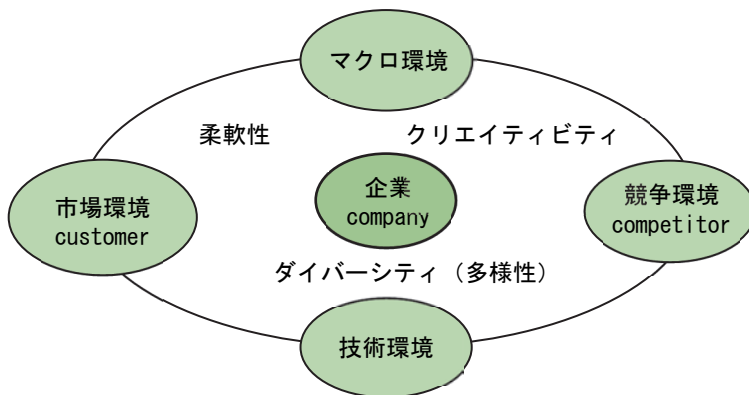 マクロ環境
柔軟性
クリエイティビティ
企業
company
市場環境
customer
競争環境
competitor
ダイバーシティ（多様性）
技術環境